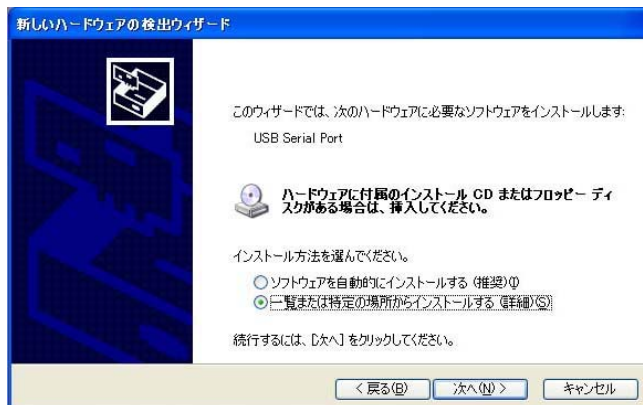 新しいハードウェアの検出ウィザード
このウィザードでは、次のハードウェアに必要なソフトウェアをインストールします:
USB Serial Port
ハードウェアに付属のインストール CD またはフロッピー ディ
スクがある場合は、挿入してください。
インストール方法を選んでください。
ソフトウェアを自動的にインストールする (推奨)(I)
一覧または特定の場所からインストールする (詳細)(S)
続行するには、[次へ] をクリックしてください。
< 戻る(B)
次へ(N) >
キャンセル